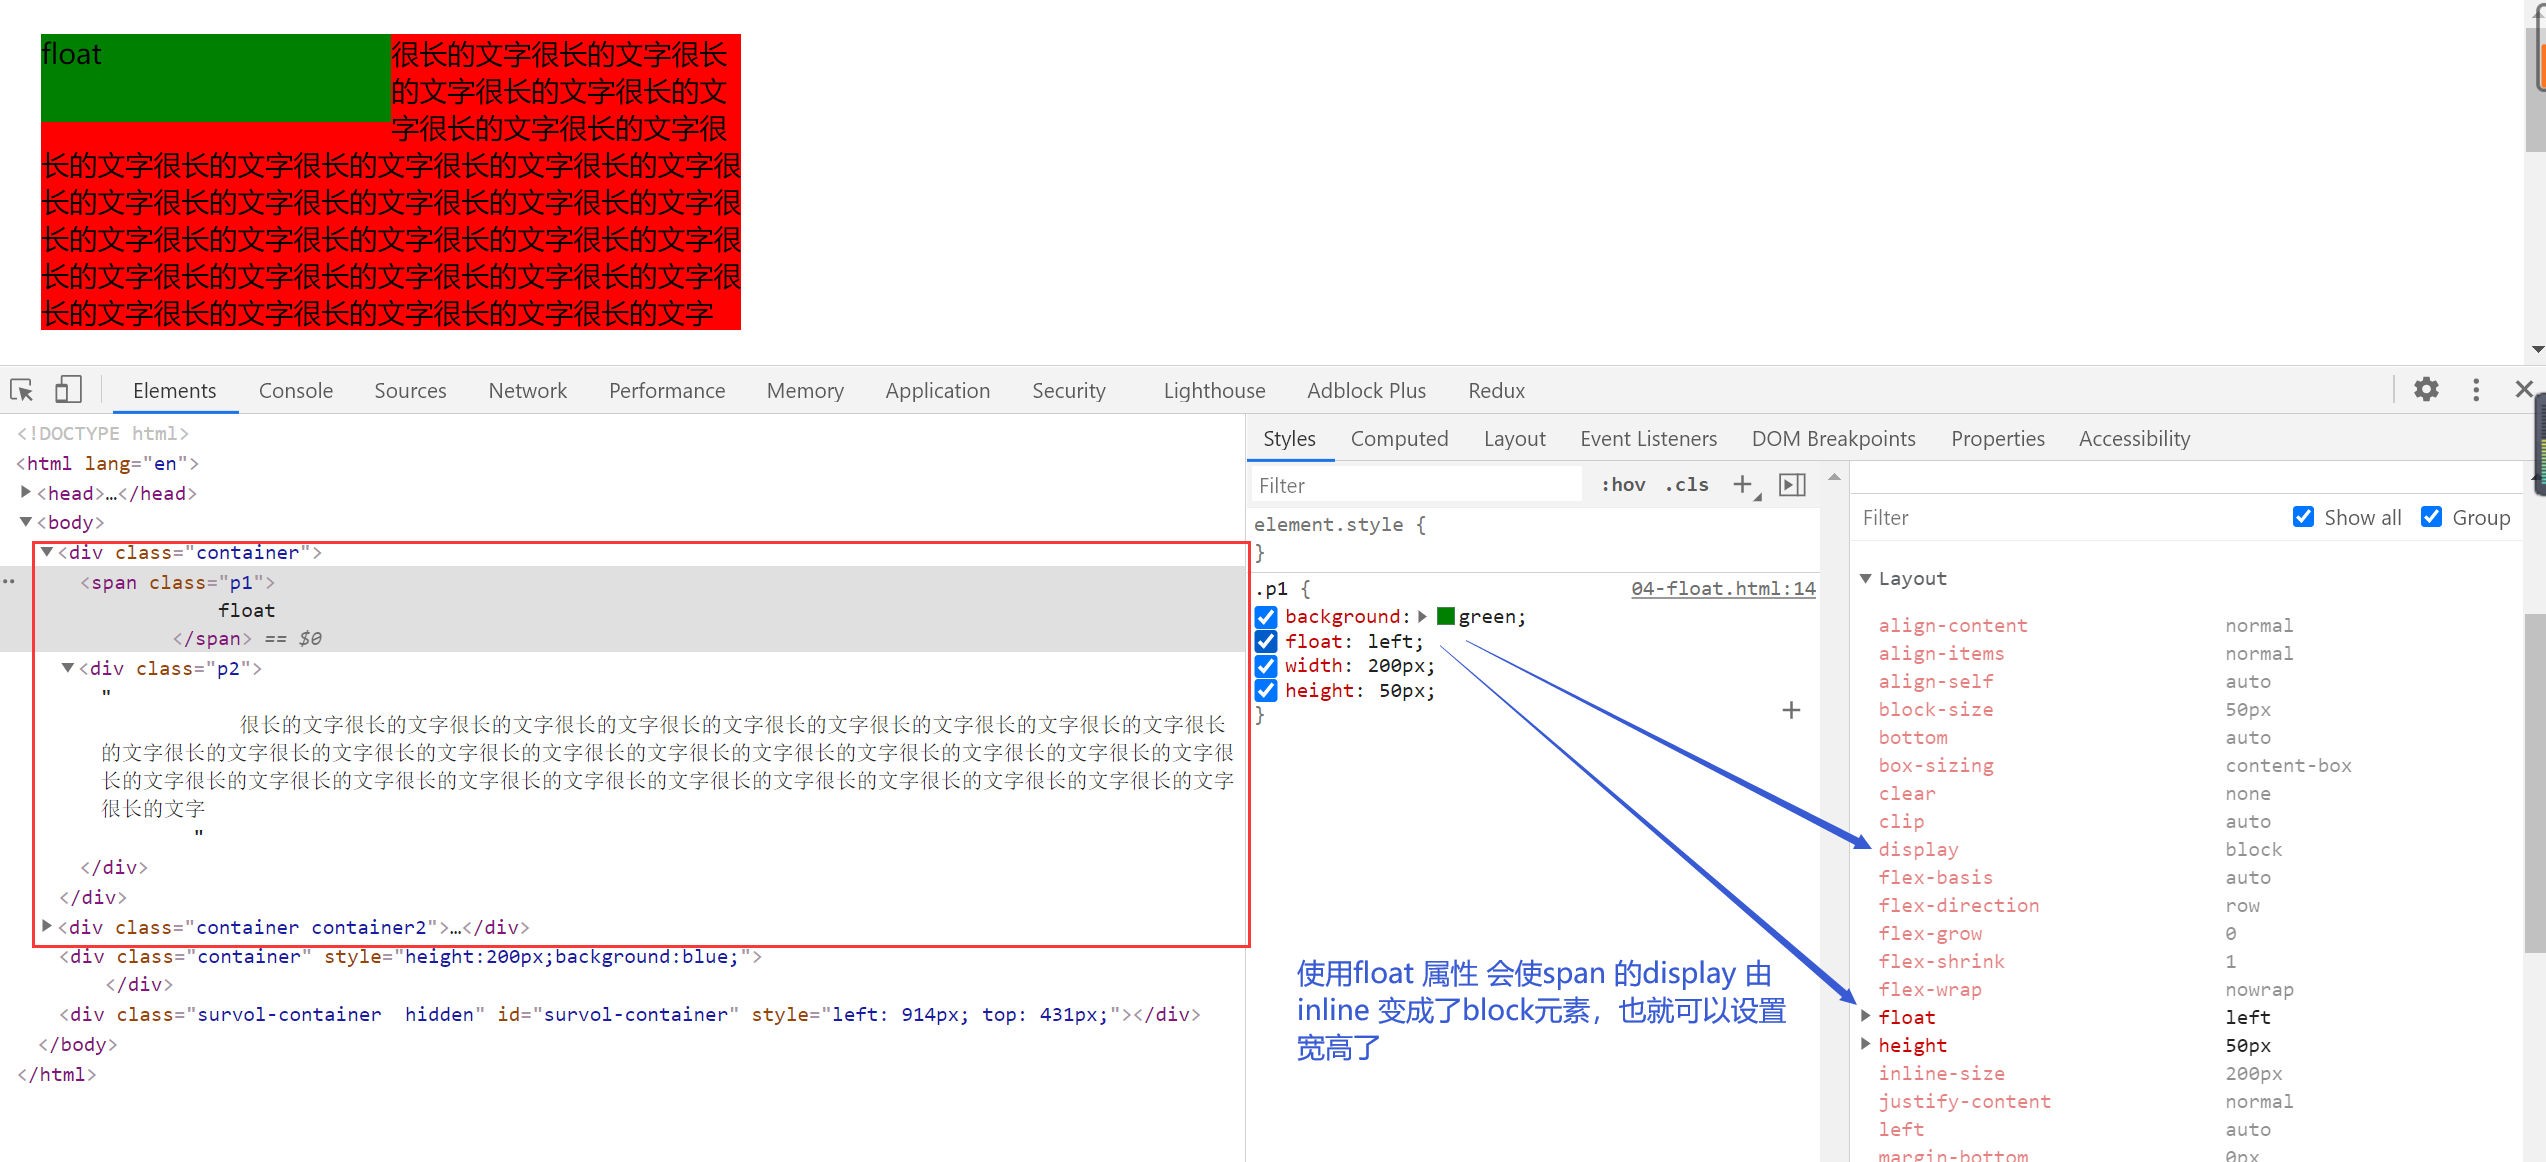 float
很长的文字很长的文字很长
的文字很长的文字很长的文
字很长的文字很长的文字很
长的文字很长的文字很长的文字很长的文字很长的文字很
长的文字很长的文字很长的文字很长的文字很长的文字很
长的文字很长的文字很长的文字很长的文字很长的文字很
长的文字很长的文字很长的文字很长的文字很长的文字很
长的文字很长的文字很长的文字很长的文字很长的文字
Elements Console Sources Network Performance Memory Application Security Lighthouse Adblock Plus Redux
<!DOCTYPE html>
<html lang="en">
<head>…</head>
<body>
<div class="container">
<span class="p1">
float
</span> == $0
<div class="p2">
"
很长的文字很长的文字很长的文字很长的文字很长的文字很长的文字很长的文字很长的文字很长的文字很长
的文字很长的文字很长的文字很长的文字很长的文字很长的文字很长的文字很长的文字很长的文字很长的文字很
长的文字很长的文字很长的文字很长的文字很长的文字很长的文字很长的文字很长的文字很长的文字很长的文字
很长的文字
"
</div>
</div>
<div class="container container2">…</div>
<div class="container" style="height:200px;background:blue;">
</div>
<div class="survol-container  hidden" id="survol-container" style="left: 914px; top: 431px;"></div>
</body>
</html>
Styles Computed Layout Event Listeners DOM Breakpoints Properties Accessibility
Filter :hov .cls
element.style {
}
.p1 { 04-float.html:14
background: green;
float: left;
width: 200px;
height: 50px;
}
使用float 属性 会使span 的display 由
inline 变成了block元素，也就可以设置
宽高了
Filter Show all Group
Layout
align-content normal
align-items normal
align-self auto
block-size 50px
bottom auto
box-sizing content-box
clear none
clip auto
display block
flex-basis auto
flex-direction row
flex-grow 0
flex-shrink 1
flex-wrap nowrap
float left
height 50px
inline-size 200px
justify-content normal
left auto
margin-bottom 0px